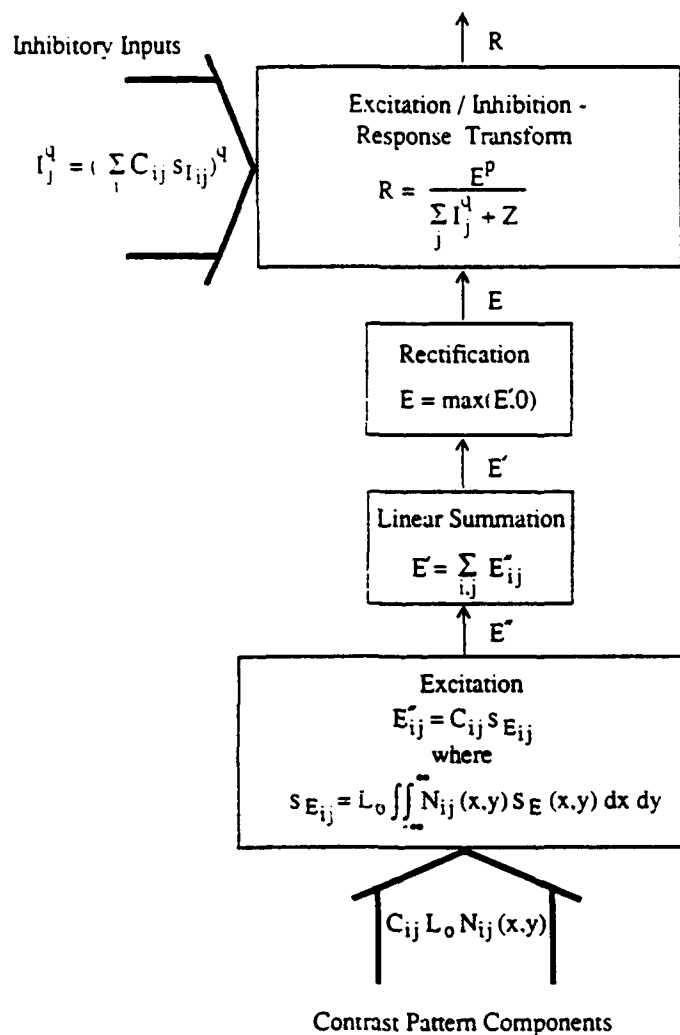 R
Inhibitory Inputs
Excitation / Inhibition -
Response Transform
I_j^q = ( Σ_i C_ij s_I_ij )^q
R = E^p / (Σ_j I_j^q + Z)
E
Rectification
E = max(E′,0)
E′
Linear Summation
E′ = Σ_i,j E″_ij
E″
Excitation
E″_ij = C_ij s_E_ij
where
s_E_ij = L_o ∬_-∞^∞ N_ij (x,y) S_E (x,y) dx dy
C_ij L_o N_ij (x,y)
Contrast Pattern Components